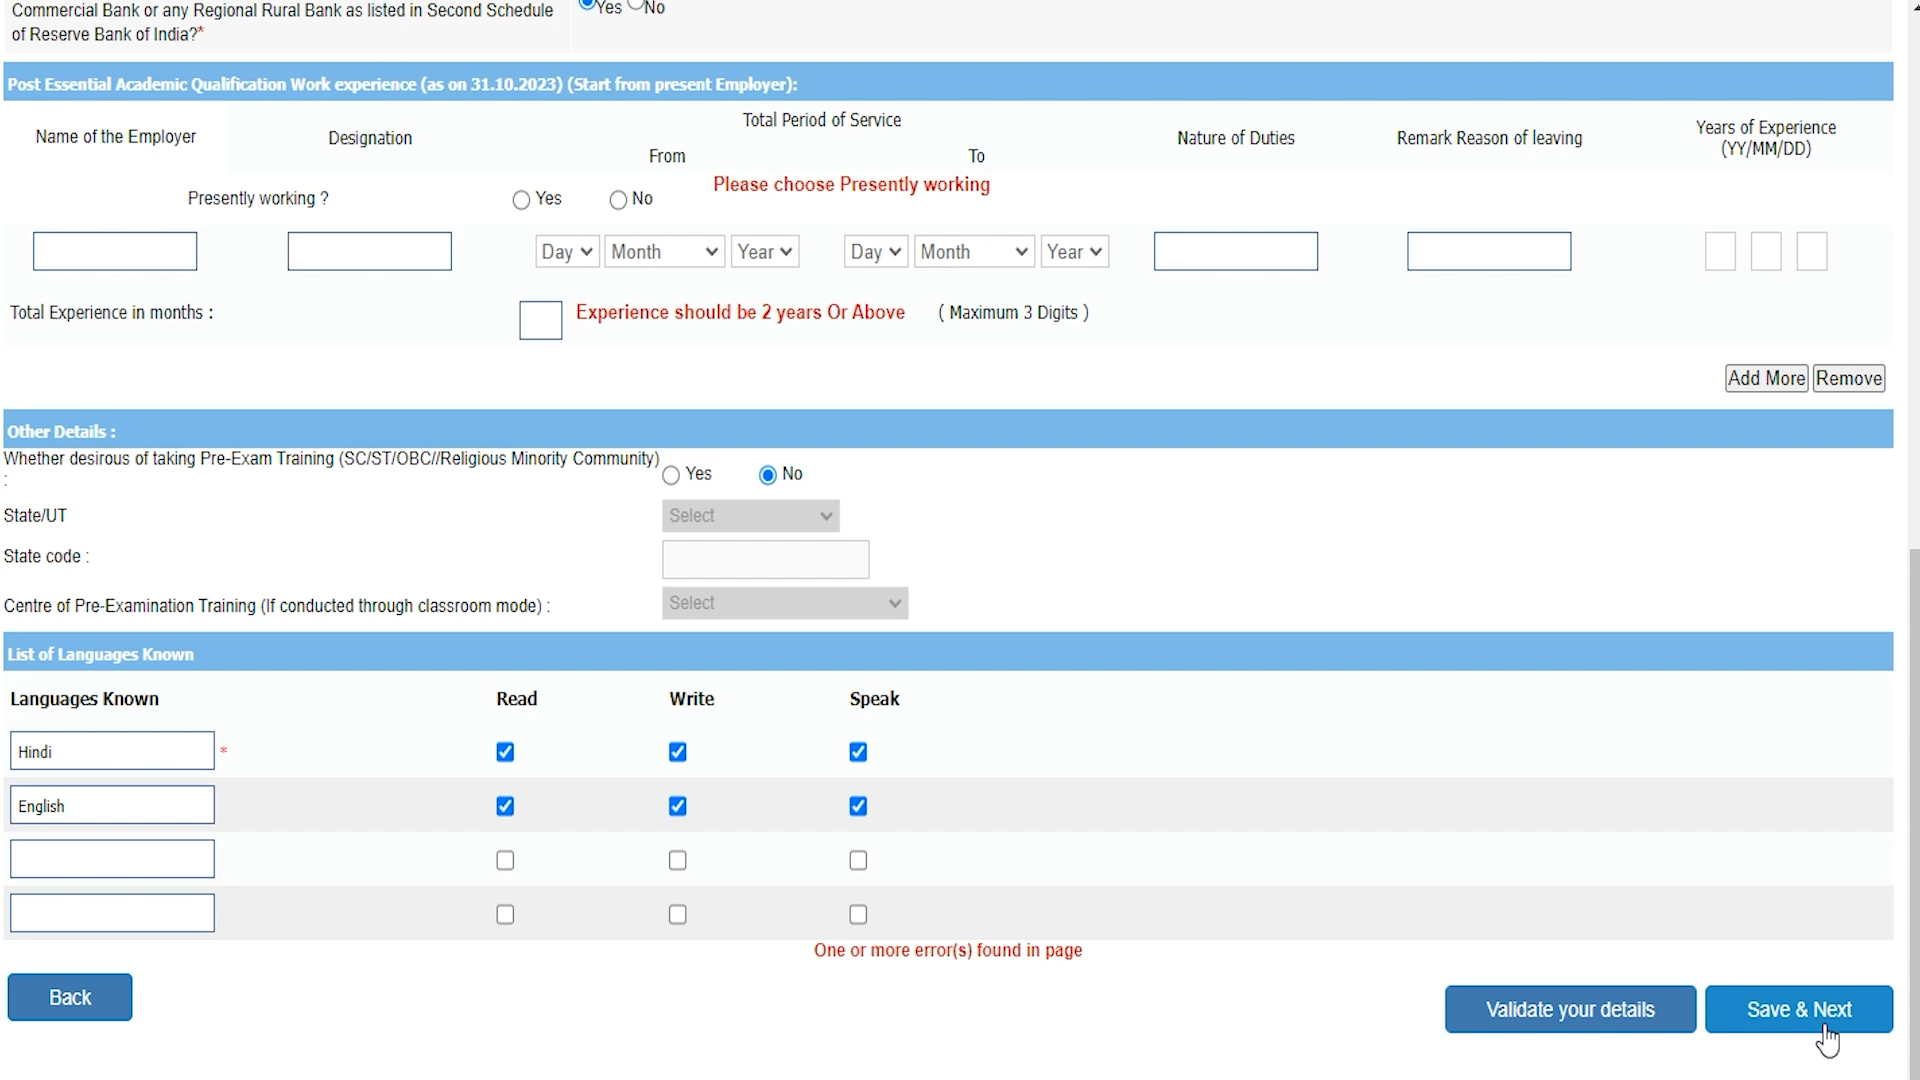 Commercial Bank or any Regional Rural Bank as listed in Second Schedule
of Reserve Bank of India?*
Yes No
Post Essential Academic Qualification Work experience (as on 31.10.2023) (Start from present Employer):
Name of the Employer
Designation
Total Period of Service
From
To
Nature of Duties
Remark Reason of leaving
Years of Experience
(YY/MM/DD)
Presently working ?
Yes
No
Please choose Presently working
Day Month Year
Day Month Year
Total Experience in months :
Experience should be 2 years Or Above
( Maximum 3 Digits )
Add More
Remove
Other Details :
Whether desirous of taking Pre-Exam Training (SC/ST/OBC//Religious Minority Community)
:
Yes
No
State/UT
Select
State code :
Centre of Pre-Examination Training (If conducted through classroom mode) :
Select
List of Languages Known
Languages Known Read Write Speak
Hindi *
English
One or more error(s) found in page
Back
Validate your details
Save & Next